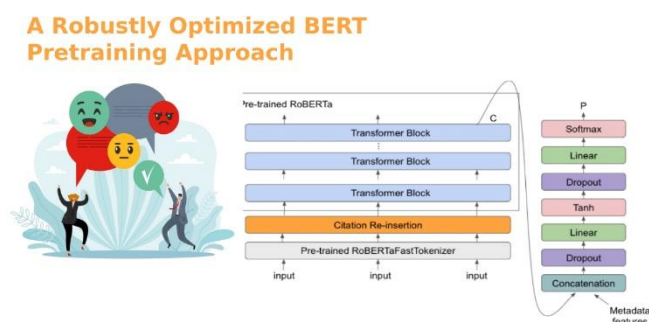 A Robustly Optimized BERT
Pretraining Approach
Pre-trained RoBERTa
C
Transformer Block
Transformer Block
Transformer Block
Citation Re-insertion
Pre-trained RoBERTaFastTokenizer
input input input
P
Softmax
Linear
Dropout
Tanh
Linear
Dropout
Concatenation
Metadata
features